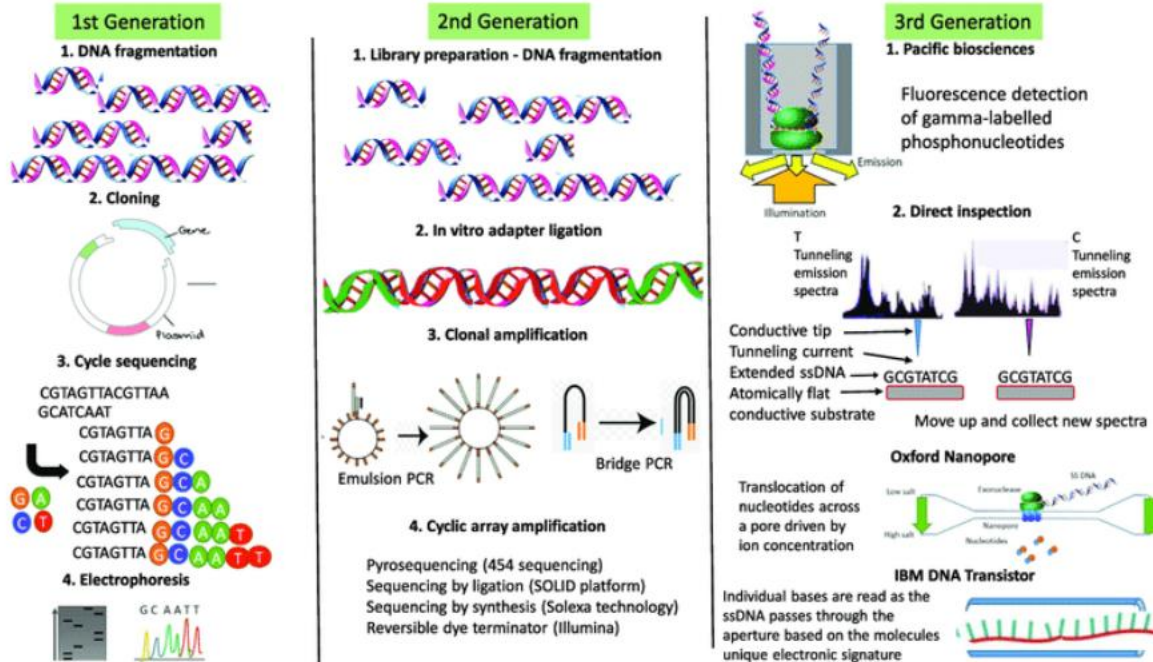 1st Generation
1. DNA fragmentation
2. Cloning
Gene
Plasmid
3. Cycle sequencing
CGTAGTTACGTTAA
GCATCAAT
CGTAGTTA G
CGTAGTTA G C
CGTAGTTA G C A
CGTAGTTA G C A A
CGTAGTTA G C A A T
CGTAGTTA G C A A T T
G A
C T
4. Electrophoresis
G C A A T T
2nd Generation
1. Library preparation - DNA fragmentation
2. In vitro adapter ligation
3. Clonal amplification
Emulsion PCR
Bridge PCR
4. Cyclic array amplification
Pyrosequencing (454 sequencing)
Sequencing by ligation (SOLID platform)
Sequencing by synthesis (Solexa technology)
Reversible dye terminator (Illumina)
3rd Generation
1. Pacific biosciences
Fluorescence detection
of gamma-labelled
phosphonucleotides
Emission
Illumination
2. Direct inspection
T
Tunneling
emission
spectra
C
Tunneling
emission
spectra
Conductive tip
Tunneling current
Extended ssDNA
Atomically flat
conductive substrate
GCGTATCG
GCGTATCG
Move up and collect new spectra
Oxford Nanopore
Translocation of
nucleotides across
a pore driven by
ion concentration
Low salt
High salt
Exonuclease
SS DNA
Nanopore
Nucleotides
IBM DNA Transistor
Individual bases are read as the
ssDNA passes through the
aperture based on the molecules
unique electronic signature